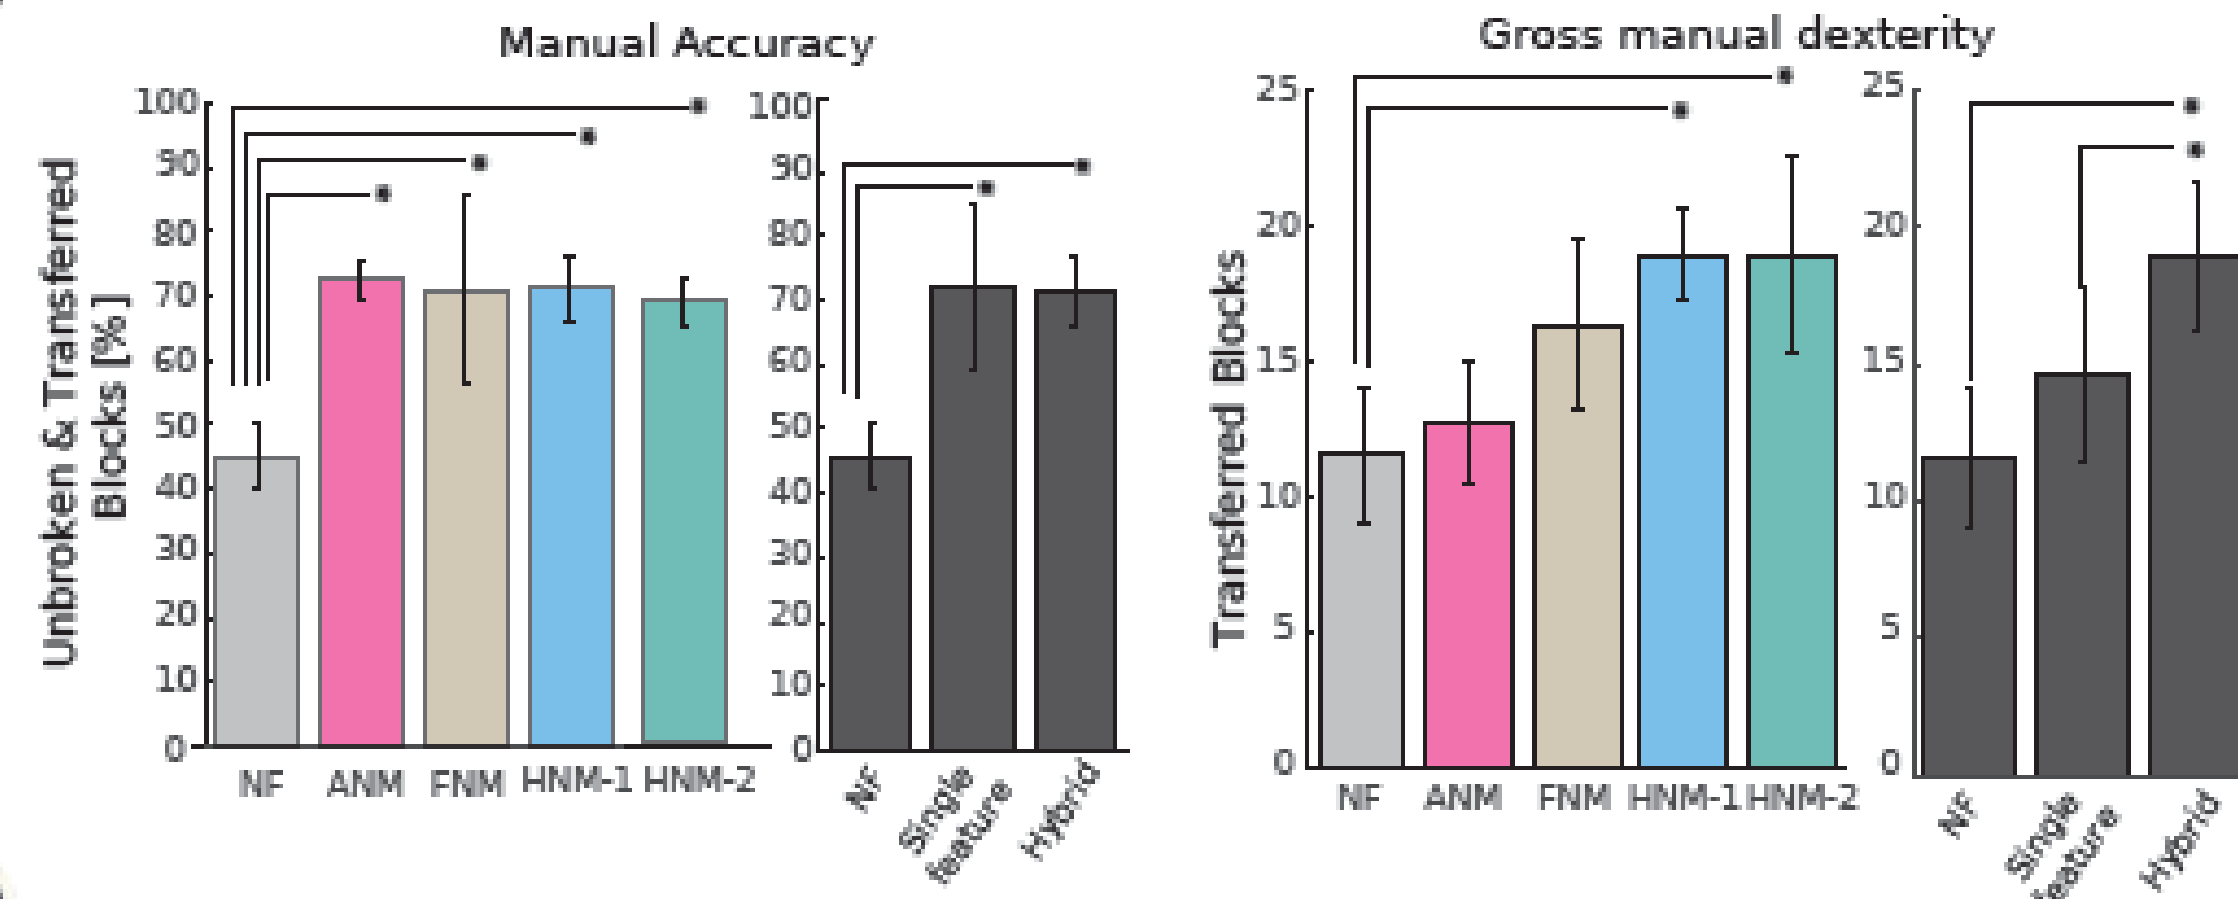 Manual Accuracy
Unbroken & Transferred
Blocks [%]
100
90
80
70
60
50
40
30
20
10
0
NF ANM FNM HNM-1 HNM-2
100
90
80
70
60
50
40
30
20
10
0
NF
Single
feature
Hybrid
Gross manual dexterity
Transferred Blocks
25
20
15
10
5
0
NF ANM FNM HNM-1 HNM-2
25
20
15
10
5
0
NF
Single
feature
Hybrid